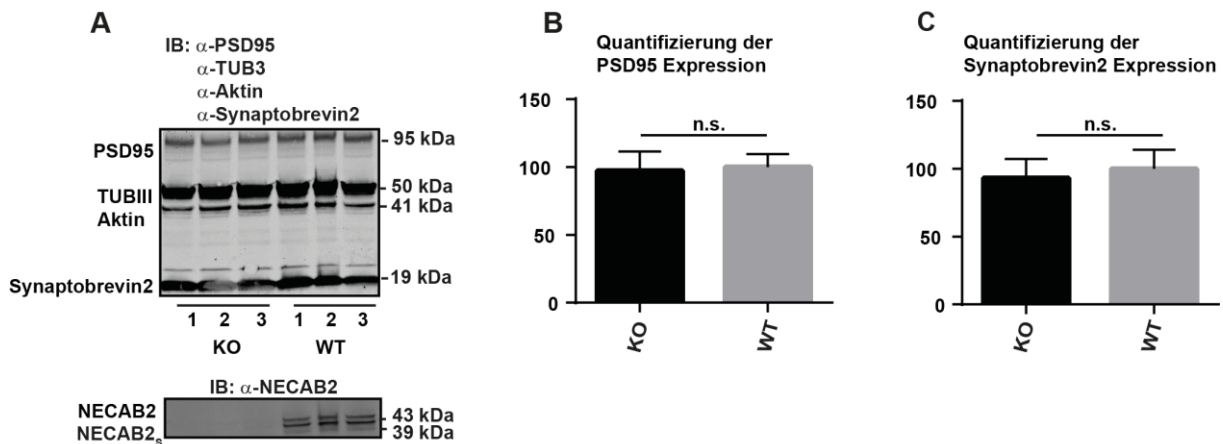 A
IB: α-PSD95
α-TUB3
α-Aktin
α-Synaptobrevin2
PSD95
95 kDa
TUBIII
50 kDa
Aktin
41 kDa
Synaptobrevin2
19 kDa
1 2 3 1 2 3
KO WT
IB: α-NECAB2
NECAB2
43 kDa
NECAB2s
39 kDa
B
Quantifizierung der
PSD95 Expression
150
n.s.
100
50
0
KO WT
C
Quantifizierung der
Synaptobrevin2 Expression
150
n.s.
100
50
0
KO WT